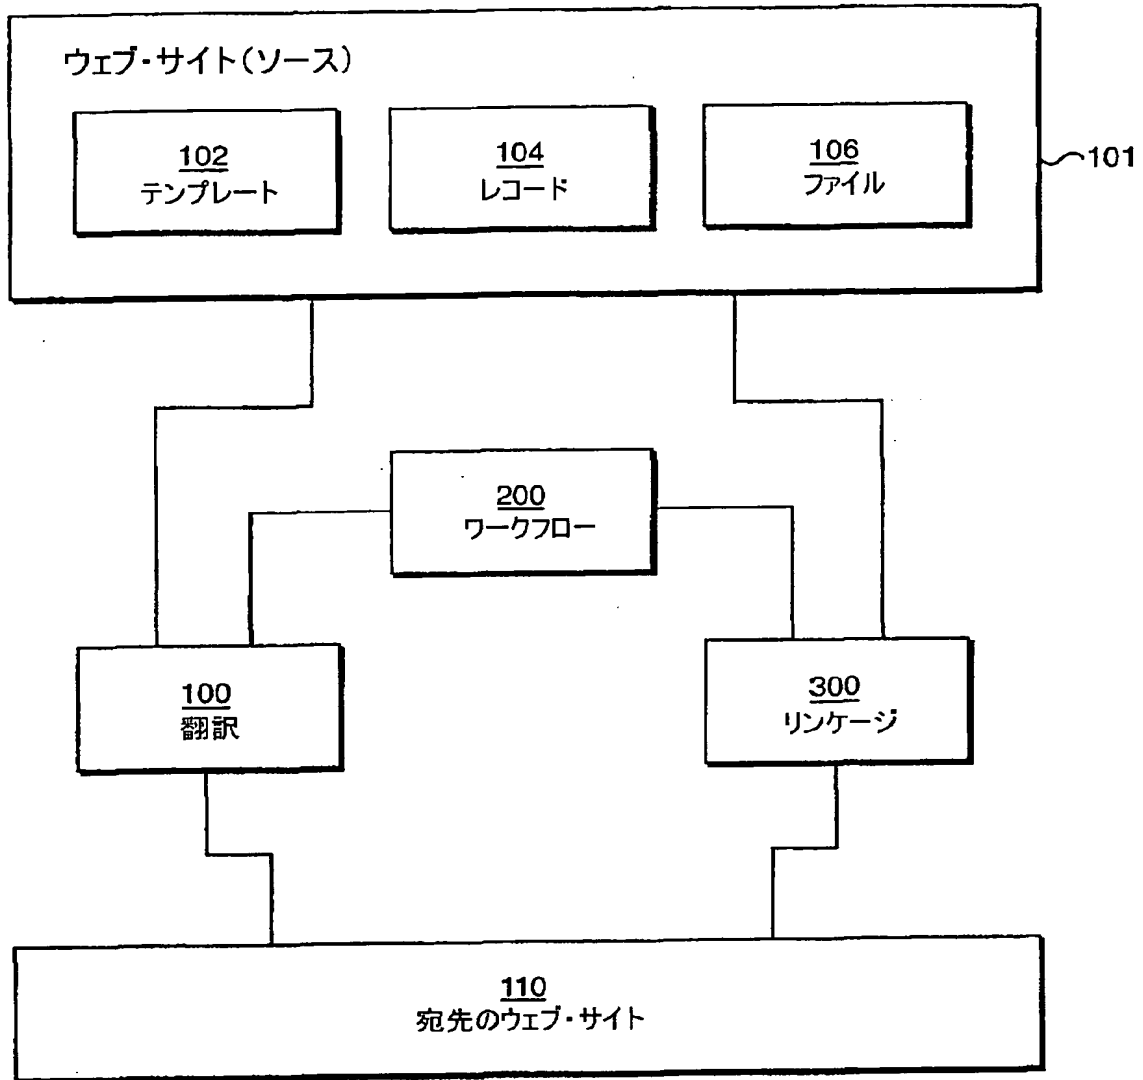 ウェブ・サイト(ソース)
102
テンプレート
104
レコード
106
ファイル
101
200
ワークフロー
100
翻訳
300
リンケージ
110
宛先のウェブ・サイト